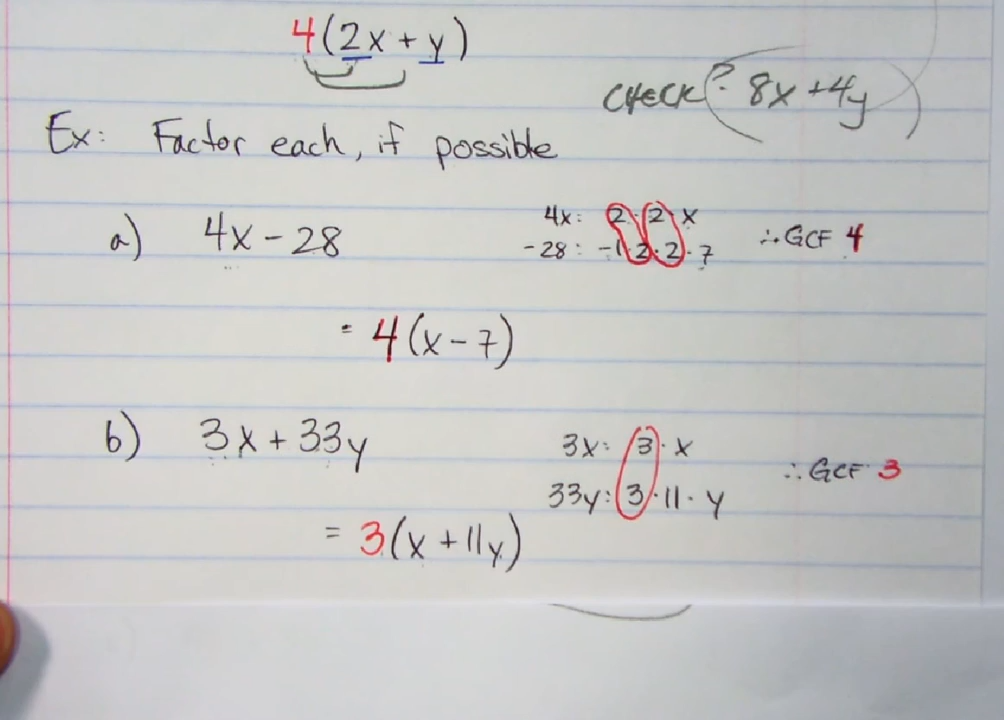 4(2x + y)
CHECK: 8x + 4y
Ex: Factor each, if possible
a) 4x - 28
4x: 2 · 2 · x
-28: -1 · 2 · 2 · 7
∴ GCF 4
= 4(x - 7)
b) 3x + 33y
3x: 3 · x
33y: 3 · 11 · y
∴ GCF 3
= 3(x + 11y)